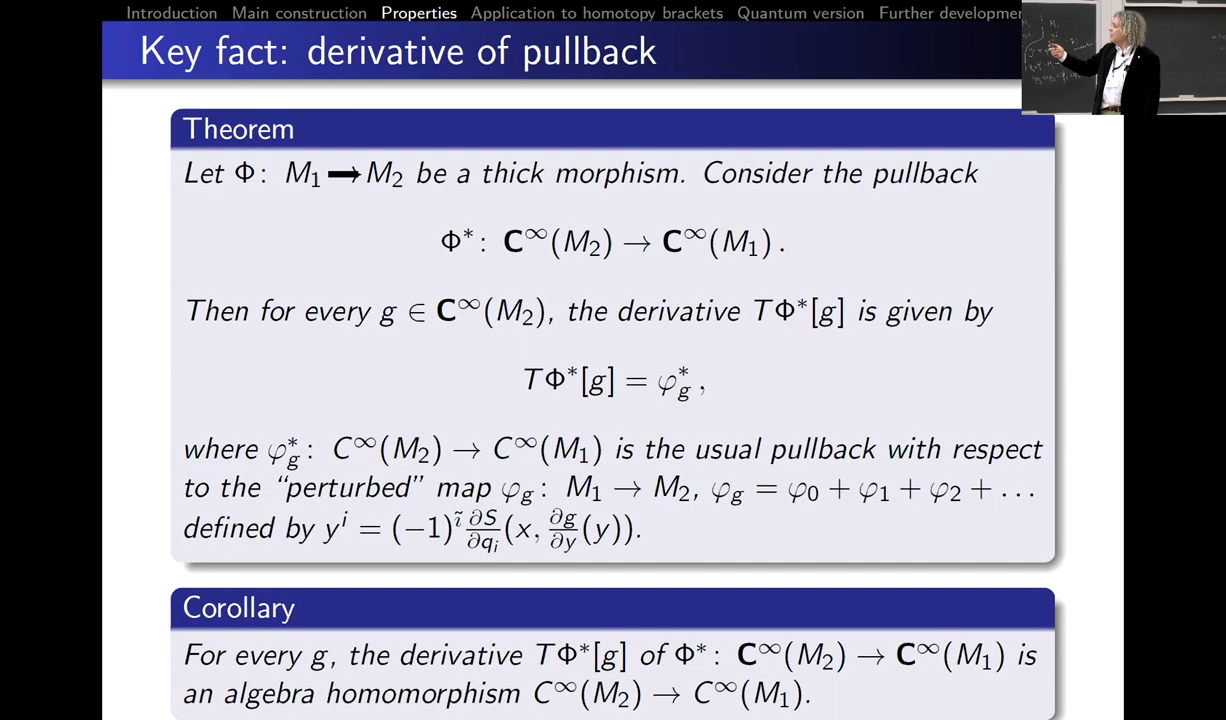 Introduction Main construction Properties Application to homotopy brackets Quantum version Further developmen
Key fact: derivative of pullback
Theorem
Let Φ: M₁ ➞ M₂ be a thick morphism. Consider the pullback
Φ* : C^∞(M₂) → C^∞(M₁) .
Then for every g ∈ C^∞(M₂), the derivative TΦ*[g] is given by
TΦ*[g] = φ*_g ,
where φ*_g : C^∞(M₂) → C^∞(M₁) is the usual pullback with respect
to the “perturbed” map φ_g : M₁ → M₂, φ_g = φ₀ + φ₁ + φ₂ + …
defined by y^i = (−1)^ĩ ∂S/∂q_i (x, ∂g/∂y (y)).
Corollary
For every g, the derivative TΦ*[g] of Φ* : C^∞(M₂) → C^∞(M₁) is
an algebra homomorphism C^∞(M₂) → C^∞(M₁).